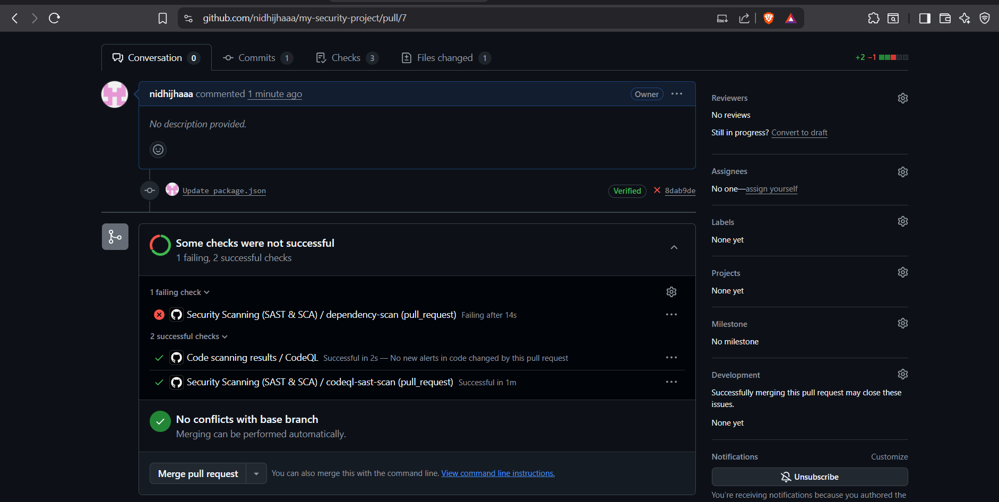 github.com/nidhijhaaa/my-security-project/pull/7
Conversation 0
Commits 1
Checks 3
Files changed 1
+2 −1
nidhijhaaa commented 1 minute ago
Owner
No description provided.
Update package.json
Verified
8dab9de
Some checks were not successful
1 failing, 2 successful checks
1 failing check
Security Scanning (SAST & SCA) / dependency-scan (pull_request) Failing after 14s
2 successful checks
Code scanning results / CodeQL Successful in 2s — No new alerts in code changed by this pull request
Security Scanning (SAST & SCA) / codeql-sast-scan (pull_request) Successful in 1m
No conflicts with base branch
Merging can be performed automatically.
Merge pull request
You can also merge this with the command line. View command line instructions.
Reviewers
No reviews
Still in progress? Convert to draft
Assignees
No one—assign yourself
Labels
None yet
Projects
None yet
Milestone
No milestone
Development
Successfully merging this pull request may close these
issues.
None yet
Notifications
Customize
Unsubscribe
You're receiving notifications because you authored the